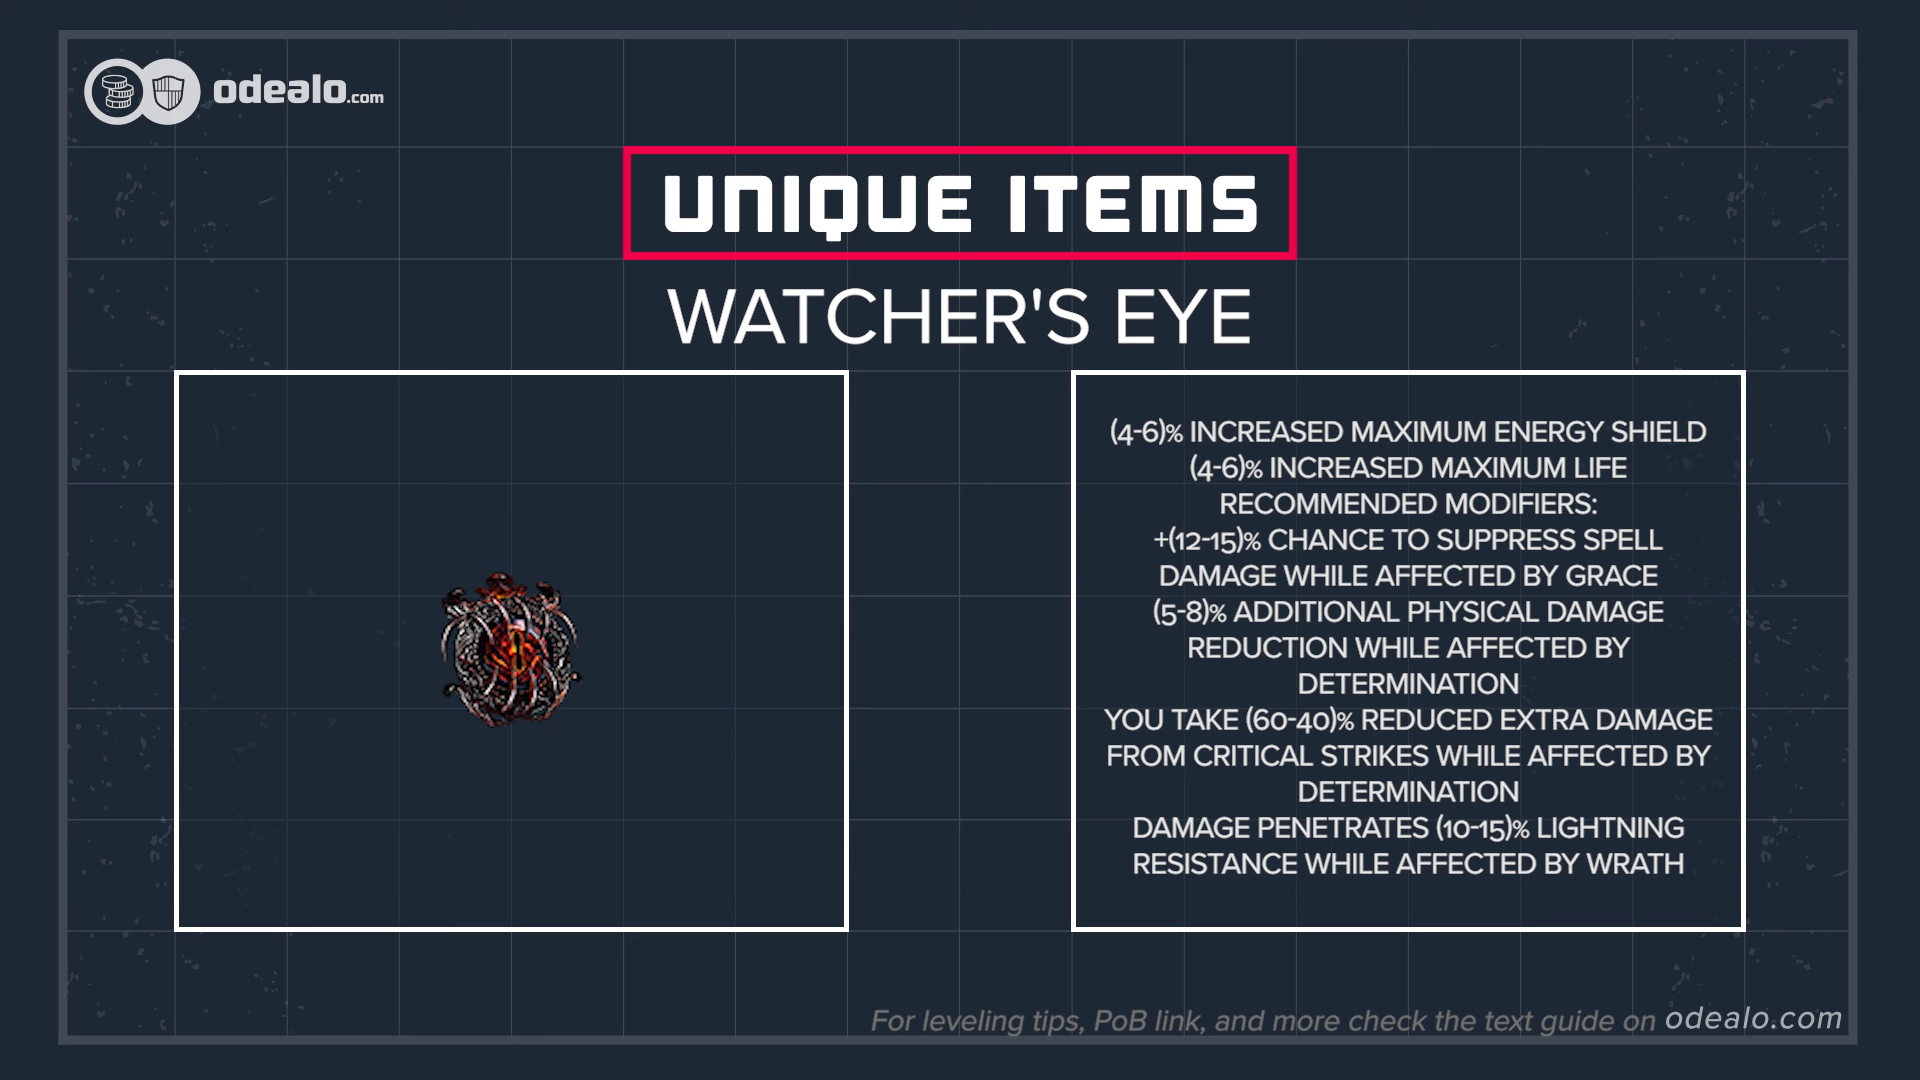 odealo.com
UNIQUE ITEMS
WATCHER'S EYE
(4-6)% INCREASED MAXIMUM ENERGY SHIELD
(4-6)% INCREASED MAXIMUM LIFE
RECOMMENDED MODIFIERS:
+(12-15)% CHANCE TO SUPPRESS SPELL
DAMAGE WHILE AFFECTED BY GRACE
(5-8)% ADDITIONAL PHYSICAL DAMAGE
REDUCTION WHILE AFFECTED BY
DETERMINATION
YOU TAKE (60-40)% REDUCED EXTRA DAMAGE
FROM CRITICAL STRIKES WHILE AFFECTED BY
DETERMINATION
DAMAGE PENETRATES (10-15)% LIGHTNING
RESISTANCE WHILE AFFECTED BY WRATH
For leveling tips, PoB link, and more check the text guide on odealo.com